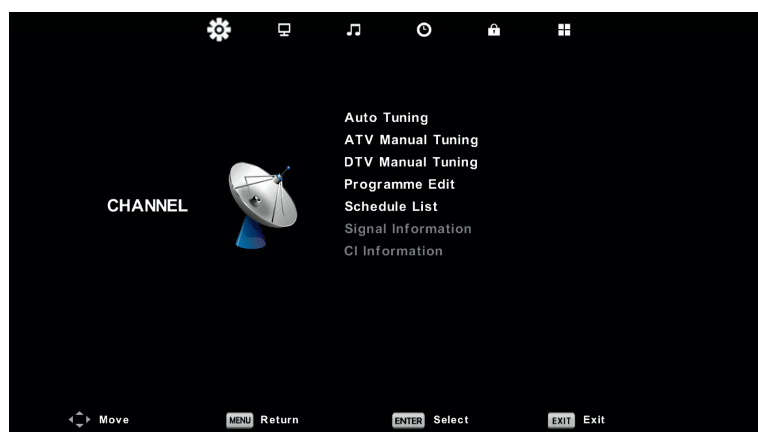 Auto Tuning
ATV Manual Tuning
DTV Manual Tuning
Programme Edit
CHANNEL
Schedule List
Signal Information
CI Information
Move
MENU Return
ENTER Select
EXIT Exit